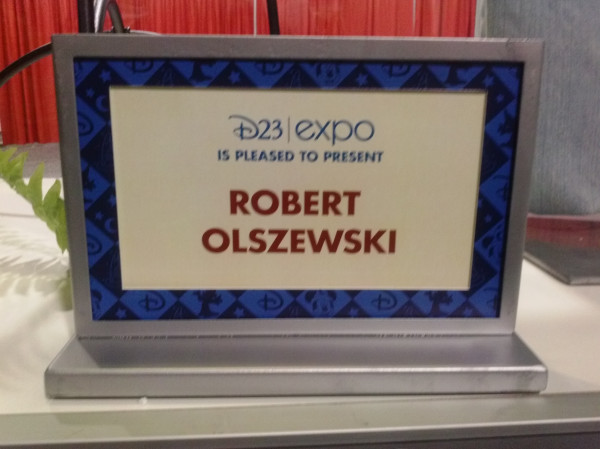 D23 | expo
IS PLEASED TO PRESENT
ROBERT
OLSZEWSKI